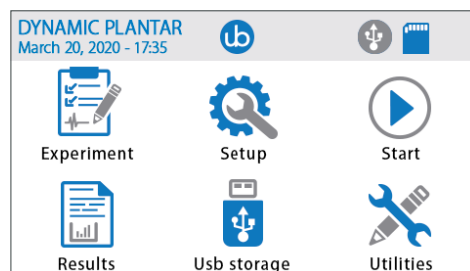 DYNAMIC PLANTAR
March 20, 2020 - 17:35
ub
Experiment
Setup
Start
Results
Usb storage
Utilities